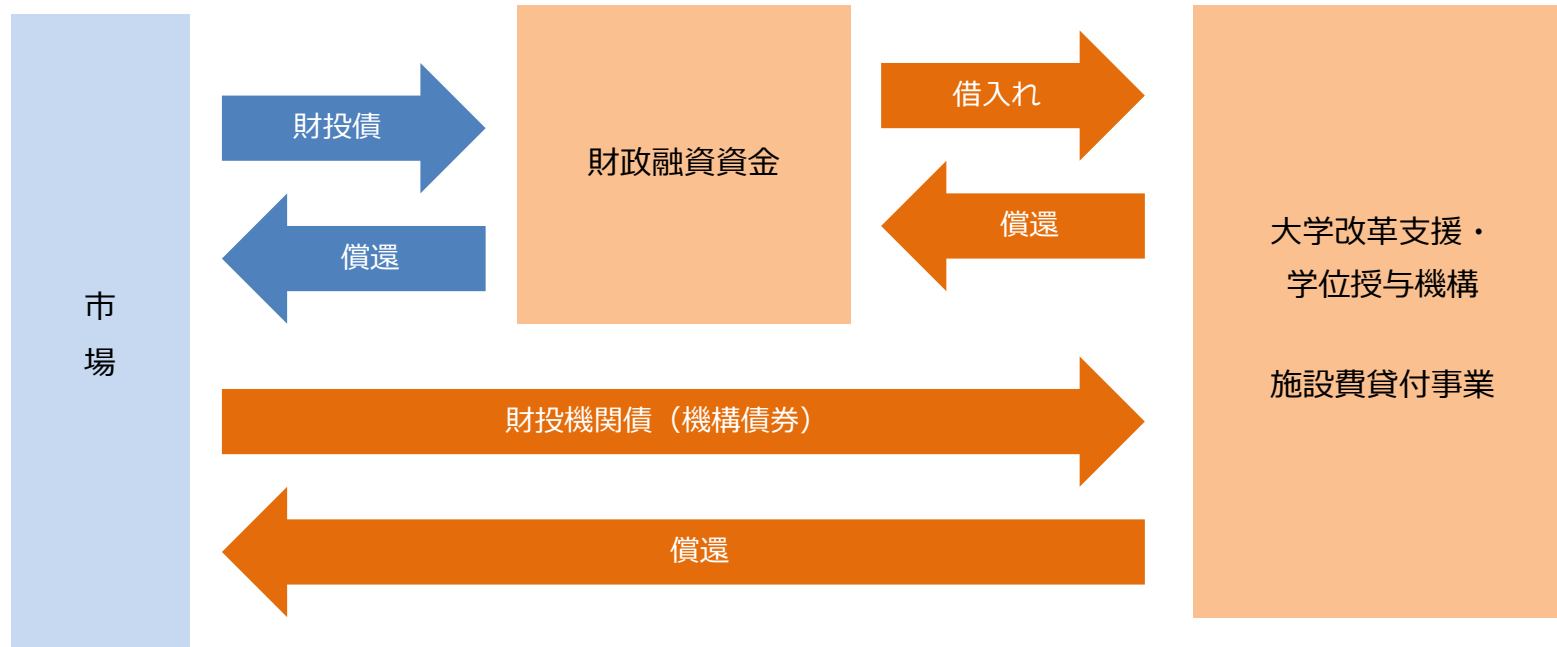 市
場
財投債
償還
財政融資資金
借入れ
償還
財投機関債（機構債券）
償還
大学改革支援・
学位授与機構
施設費貸付事業